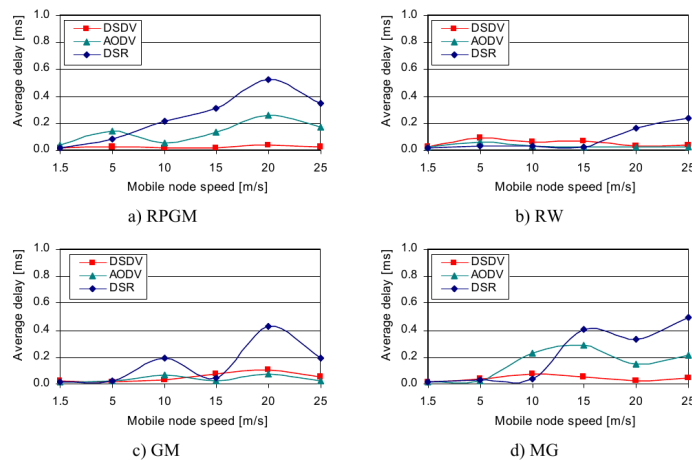 1.0
0.8
0.6
0.4
0.2
0.0
Average delay [ms]
DSDV
AODV
DSR
1.5 5 10 15 20 25
Mobile node speed [m/s]
a) RPGM
1.0
0.8
0.6
0.4
0.2
0.0
Average delay [ms]
DSDV
AODV
DSR
1.5 5 10 15 20 25
Mobile node speed [m/s]
b) RW
1.0
0.8
0.6
0.4
0.2
0.0
Average delay [ms]
DSDV
AODV
DSR
1.5 5 10 15 20 25
Mobile node speed [m/s]
c) GM
1.0
0.8
0.6
0.4
0.2
0.0
Average delay [ms]
DSDV
AODV
DSR
1.5 5 10 15 20 25
Mobile node speed [m/s]
d) MG